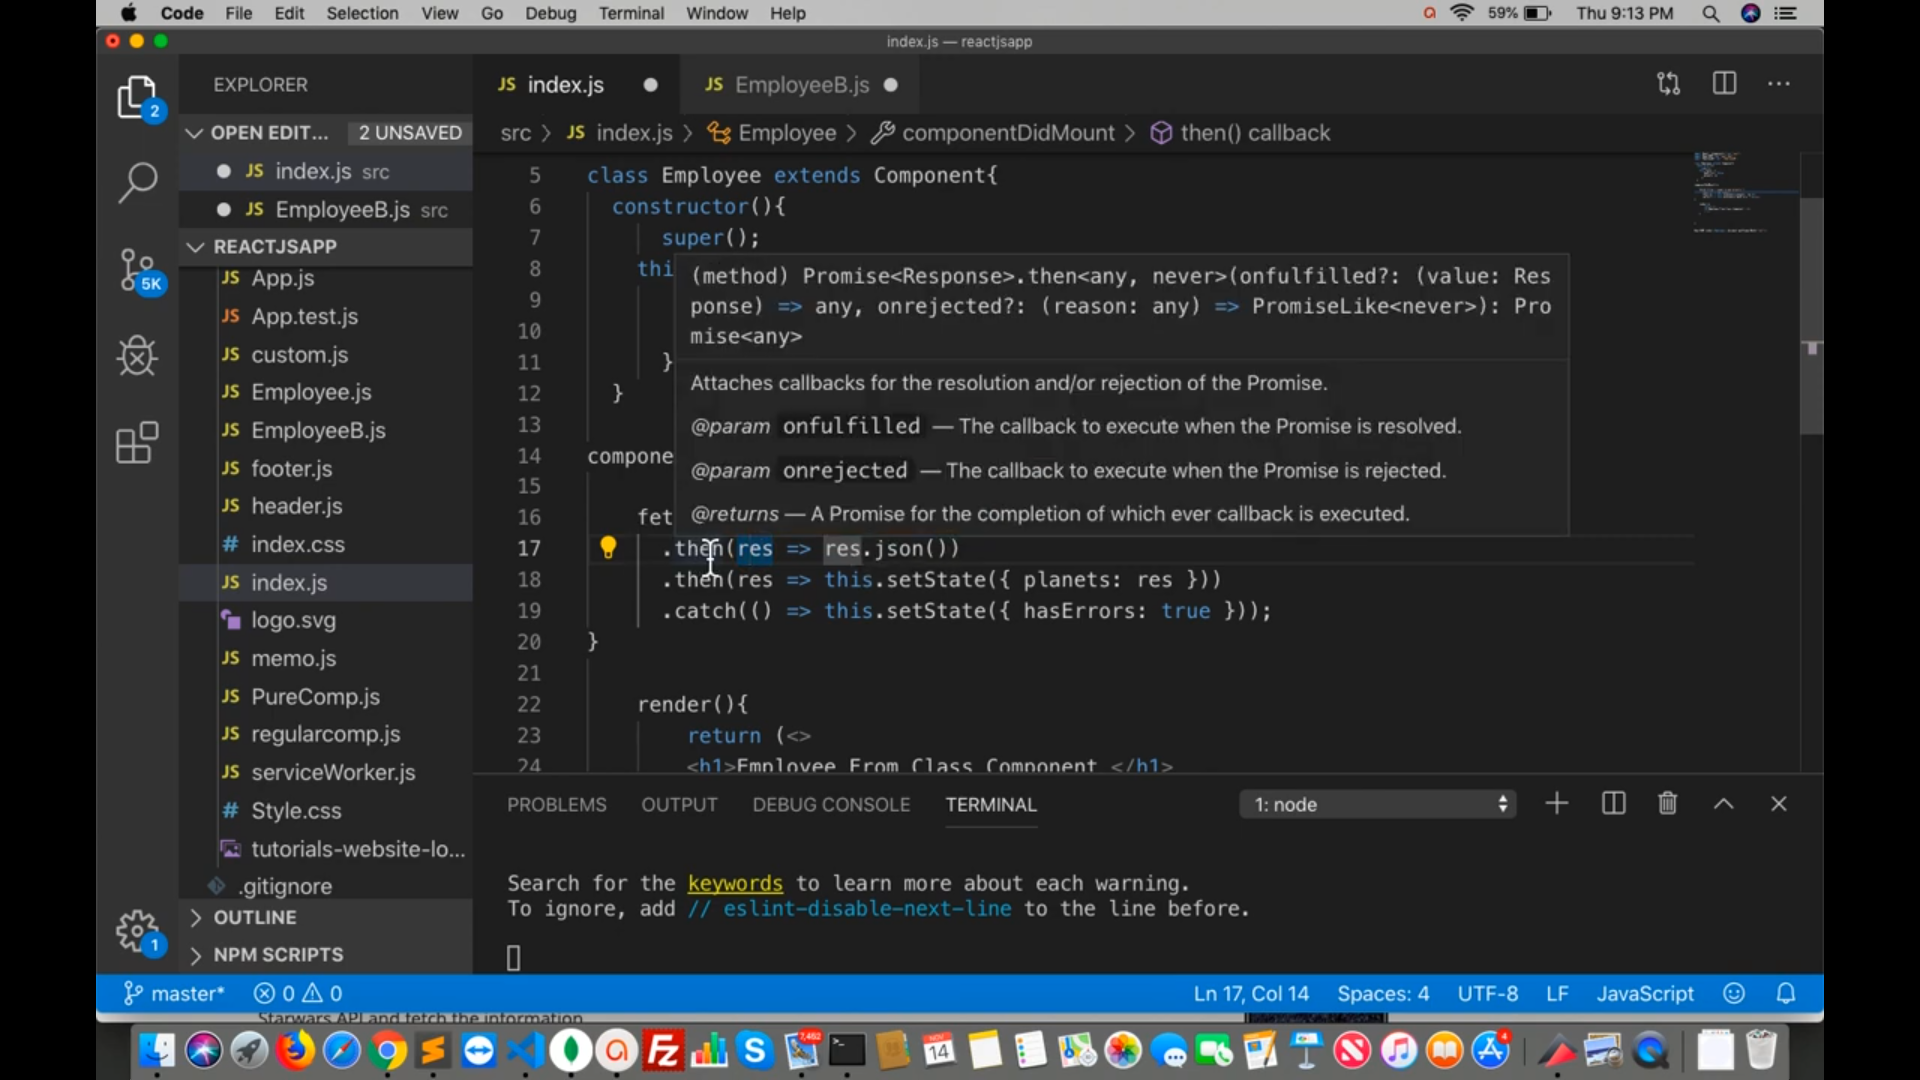 Code File Edit Selection View Go Debug Terminal Window Help 59% Thu 9:13 PM
index.js — reactjsapp
EXPLORER
JS index.js
JS EmployeeB.js
2
OPEN EDIT... 2 UNSAVED
src > JS index.js > Employee > componentDidMount > then() callback
JS index.js src
JS EmployeeB.js src
REACTJSAPP
5K
JS App.js
JS App.test.js
JS custom.js
JS Employee.js
JS EmployeeB.js
JS footer.js
JS header.js
# index.css
JS index.js
logo.svg
JS memo.js
JS PureComp.js
JS regularcomp.js
JS serviceWorker.js
# Style.css
tutorials-website-lo...
.gitignore
OUTLINE
NPM SCRIPTS
1
5 class Employee extends Component{
6 constructor(){
7 super();
8 thi
9
10
11 }
12 }
13
14 compone
15
16 fet
17 .then(res => res.json())
18 .then(res => this.setState({ planets: res }))
19 .catch(() => this.setState({ hasErrors: true }));
20 }
21
22 render(){
23 return (<>
24 <h1>Employee From Class Component </h1>
(method) Promise<Response>.then<any, never>(onfulfilled?: (value: Res
ponse) => any, onrejected?: (reason: any) => PromiseLike<never>): Pro
mise<any>
Attaches callbacks for the resolution and/or rejection of the Promise.
@param onfulfilled — The callback to execute when the Promise is resolved.
@param onrejected — The callback to execute when the Promise is rejected.
@returns — A Promise for the completion of which ever callback is executed.
PROBLEMS OUTPUT DEBUG CONSOLE TERMINAL 1: node
Search for the keywords to learn more about each warning.
To ignore, add // eslint-disable-next-line to the line before.
master* 0 0 Ln 17, Col 14 Spaces: 4 UTF-8 LF JavaScript
Starwars API and fetch the information
Fz
7,452
NOV
14
4